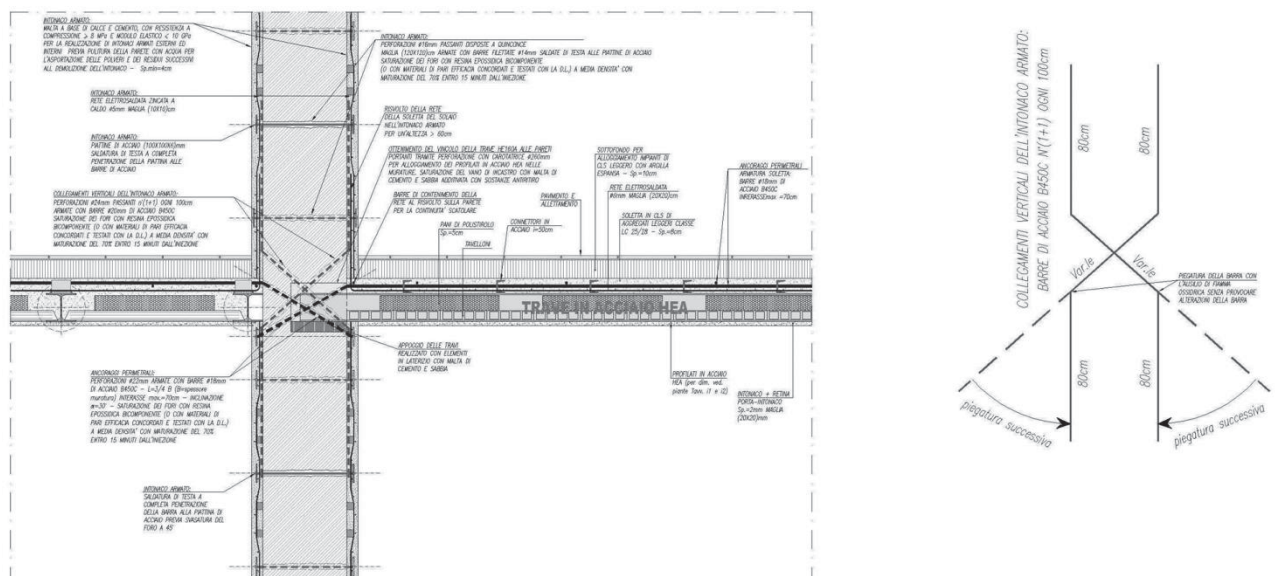 INTONACO ARMATO:
MALTA A BASE DI CALCE E CEMENTO, CON RESISTENZA A
COMPRESSIONE > 8 MPa E MODULO ELASTICO < 10 GPa
PER LA REALIZZAZIONE DI INTONACI ARMATI ESTERNI ED
INTERNI PREVIA PULITURA DELLA PARETE CON ACQUA PER
L'ASPORTAZIONE DELLE POLVERI E DEI RESIDUI SUCCESSIVI
ALL DEMOLIZIONE DELL'INTONACO - Sp.min=4cm
INTONACO ARMATO:
RETE ELETTROSALDATA ZINCATA A
CALDO ø5mm MAGLIA (10X10)cm
INTONACO ARMATO:
PIATTINE DI ACCIAIO (100X100X6)mm
SALDATURA DI TESTA A COMPLETA
PENETRAZIONE DELLA PIATTINA ALLE
BARRE DI ACCIAIO
COLLEGAMENTI VERTICALI DELL'INTONACO ARMATO:
PERFORAZIONI ø24mm PASSANTI n'(1+1) OGNI 100cm
ARMATE CON BARRE ø20mm DI ACCIAIO B450C
SATURAZIONE DEI FORI CON RESINA EPOSSIDICA
BICOMPONENTE (O CON MATERIALI DI PARI EFFICACIA
CONCORDATI E TESTATI CON LA D.L.) A MEDIA DENSITA' CON
MATURAZIONE DEL 70% ENTRO 15 MINUTI DALL'INIEZIONE
INTONACO ARMATO:
PERFORAZIONI ø16mm PASSANTI DISPOSTE A QUINCONCE
MAGLIA (120X120)cm ARMATE CON BARRE FILETTATE ø14mm SALDATE DI TESTA ALLE PIATTINE DI ACCIAIO
SATURAZIONE DEI FORI CON RESINA EPOSSIDICA BICOMPONENTE
(O CON MATERIALI DI PARI EFFICACIA CONCORDATI E TESTATI CON LA D.L.) A MEDIA DENSITA' CON
MATURAZIONE DEL 70% ENTRO 15 MINUTI DALL'INIEZIONE
RISVOLTO DELLA RETE
DELLA SOLETTA DEL SOLAIO
NELL'INTONACO ARMATO
PER UN'ALTEZZA > 60cm
OTTENIMENTO DEL VINCOLO DELLA TRAVE HE160A ALLE PARETI
PORTANTI TRAMITE PERFORAZIONE CON CAROTATRICE ø260mm
PER ALLOGGIAMENTO DEI PROFILATI IN ACCIAIO HEA NELLE
MURATURE, SATURAZIONE DEL VANO DI INCASTRO CON MALTA DI
CEMENTO E SABBIA ADDITIVATA CON SOSTANZE ANTIRITIRO
BARRE DI CONTENIMENTO DELLA
RETE AL RISVOLTO SULLA PARETE
PER LA CONTINUITA' SCATOLARE
PANI DI POLISTIROLO
Sp.=5cm
CONNETTORI IN
ACCIAIO i=50cm
TAVELLONI
PAVIMENTO E
ALLETTAMENTO
SOTTOFONDO PER
ALLOGGIAMENTO IMPIANTI DI
CLS LEGGERO CON ARGILLA
ESPANSA - Sp.=10cm
RETE ELETTROSALDATA
ø6mm MAGLIA (20X20)cm
SOLETTA IN CLS DI
AGGREGATI LEGGERI CLASSE
LC 25/28 - Sp.=8cm
ANCORAGGI PERIMETRALI
ARMATURA SOLETTA:
BARRE ø18mm DI
ACCIAIO B450C
INERASSEmax.=70cm
TRAVE IN ACCIAIO HEA
ANCORAGGI PERIMETRALI:
PERFORAZIONI ø22mm ARMATE CON BARRE ø18mm
DI ACCIAIO B450C - L=3/4 B (B=spessore
muratura) INTERASSE max.=70cm - INCLINAZIONE
α=30° - SATURAZIONE DEI FORI CON RESINA
EPOSSIDICA BICOMPONENTE (O CON MATERIALI DI
PARI EFFICACIA CONCORDATI E TESTATI CON LA D.L.)
A MEDIA DENSITA' CON MATURAZIONE DEL 70%
ENTRO 15 MINUTI DALL'INIEZIONE
APPOGGIO DELLE TRAVI
REALIZZATO CON ELEMENTI
IN LATERIZIO CON MALTA DI
CEMENTO E SABBIA
PROFILATI IN ACCIAIO
HEA (per dim. ved.
piante Tavv. i1 e i2)
INTONACO + RETINA
PORTA-INTONACO
Sp.=2mm MAGLIA
(20X20)mm
INTONACO ARMATO:
SALDATURA DI TESTA A
COMPLETA PENETRAZIONE
DELLA BARRA ALLA PIATTINA DI
ACCIAIO PREVIA SVASATURA DEL
FORO A 45°
COLLEGAMENTI VERTICALI DELL'INTONACO ARMATO:
BARRE DI ACCIAIO B450C N'(1+1) OGNI 100cm
80cm
80cm
Var.le
Var.le
PIEGATURA DELLA BARRA CON
L'AUSILIO DI FIAMMA
OSSIDRICA SENZA PROVOCARE
ALTERAZIONI DELLA BARRA
80cm
80cm
piegatura successiva
piegatura successiva